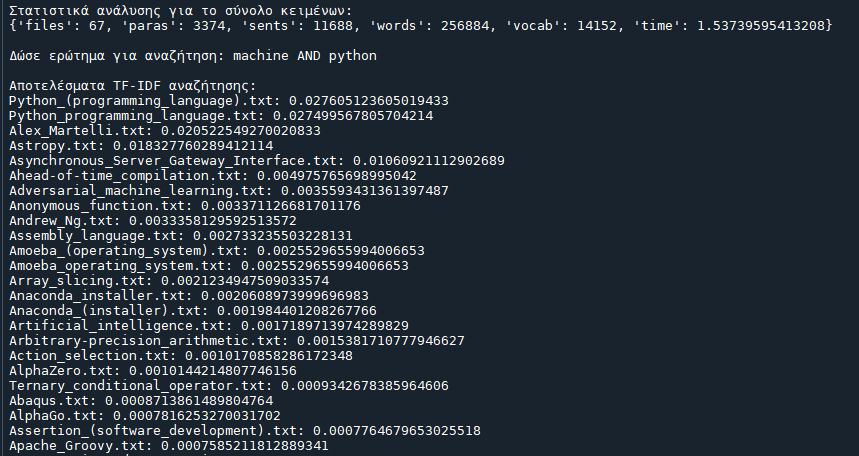 Στατιστικά ανάλυσης για το σύνολο κειμένων:
{'files': 67, 'paras': 3374, 'sents': 11688, 'words': 256884, 'vocab': 14152, 'time': 1.53739595413208}
Δώσε ερώτημα για αναζήτηση: machine AND python
Αποτελέσματα TF-IDF αναζήτησης:
Python_(programming_language).txt: 0.027605123605019433
Python_programming_language.txt: 0.027499567805704214
Alex_Martelli.txt: 0.020522549270020833
Astropy.txt: 0.018327760289412114
Asynchronous_Server_Gateway_Interface.txt: 0.01060921112902689
Ahead-of-time_compilation.txt: 0.004975765698995042
Adversarial_machine_learning.txt: 0.0035593431361397487
Anonymous_function.txt: 0.003371126681701176
Andrew_Ng.txt: 0.0033358129592513572
Assembly_language.txt: 0.002733235503228131
Amoeba_(operating_system).txt: 0.0025529655994006653
Amoeba_operating_system.txt: 0.0025529655994006653
Array_slicing.txt: 0.0021234947509033574
Anaconda_installer.txt: 0.0020608973999696983
Anaconda_(installer).txt: 0.001984401208267766
Artificial_intelligence.txt: 0.0017189713974289829
Arbitrary-precision_arithmetic.txt: 0.0015381710777946627
Action_selection.txt: 0.0010170858286172348
AlphaZero.txt: 0.0010144214807746156
Ternary_conditional_operator.txt: 0.0009342678385964606
Abaqus.txt: 0.0008713861489804764
AlphaGo.txt: 0.0007816253270031702
Assertion_(software_development).txt: 0.0007764679653025518
Apache_Groovy.txt: 0.0007585211812889341